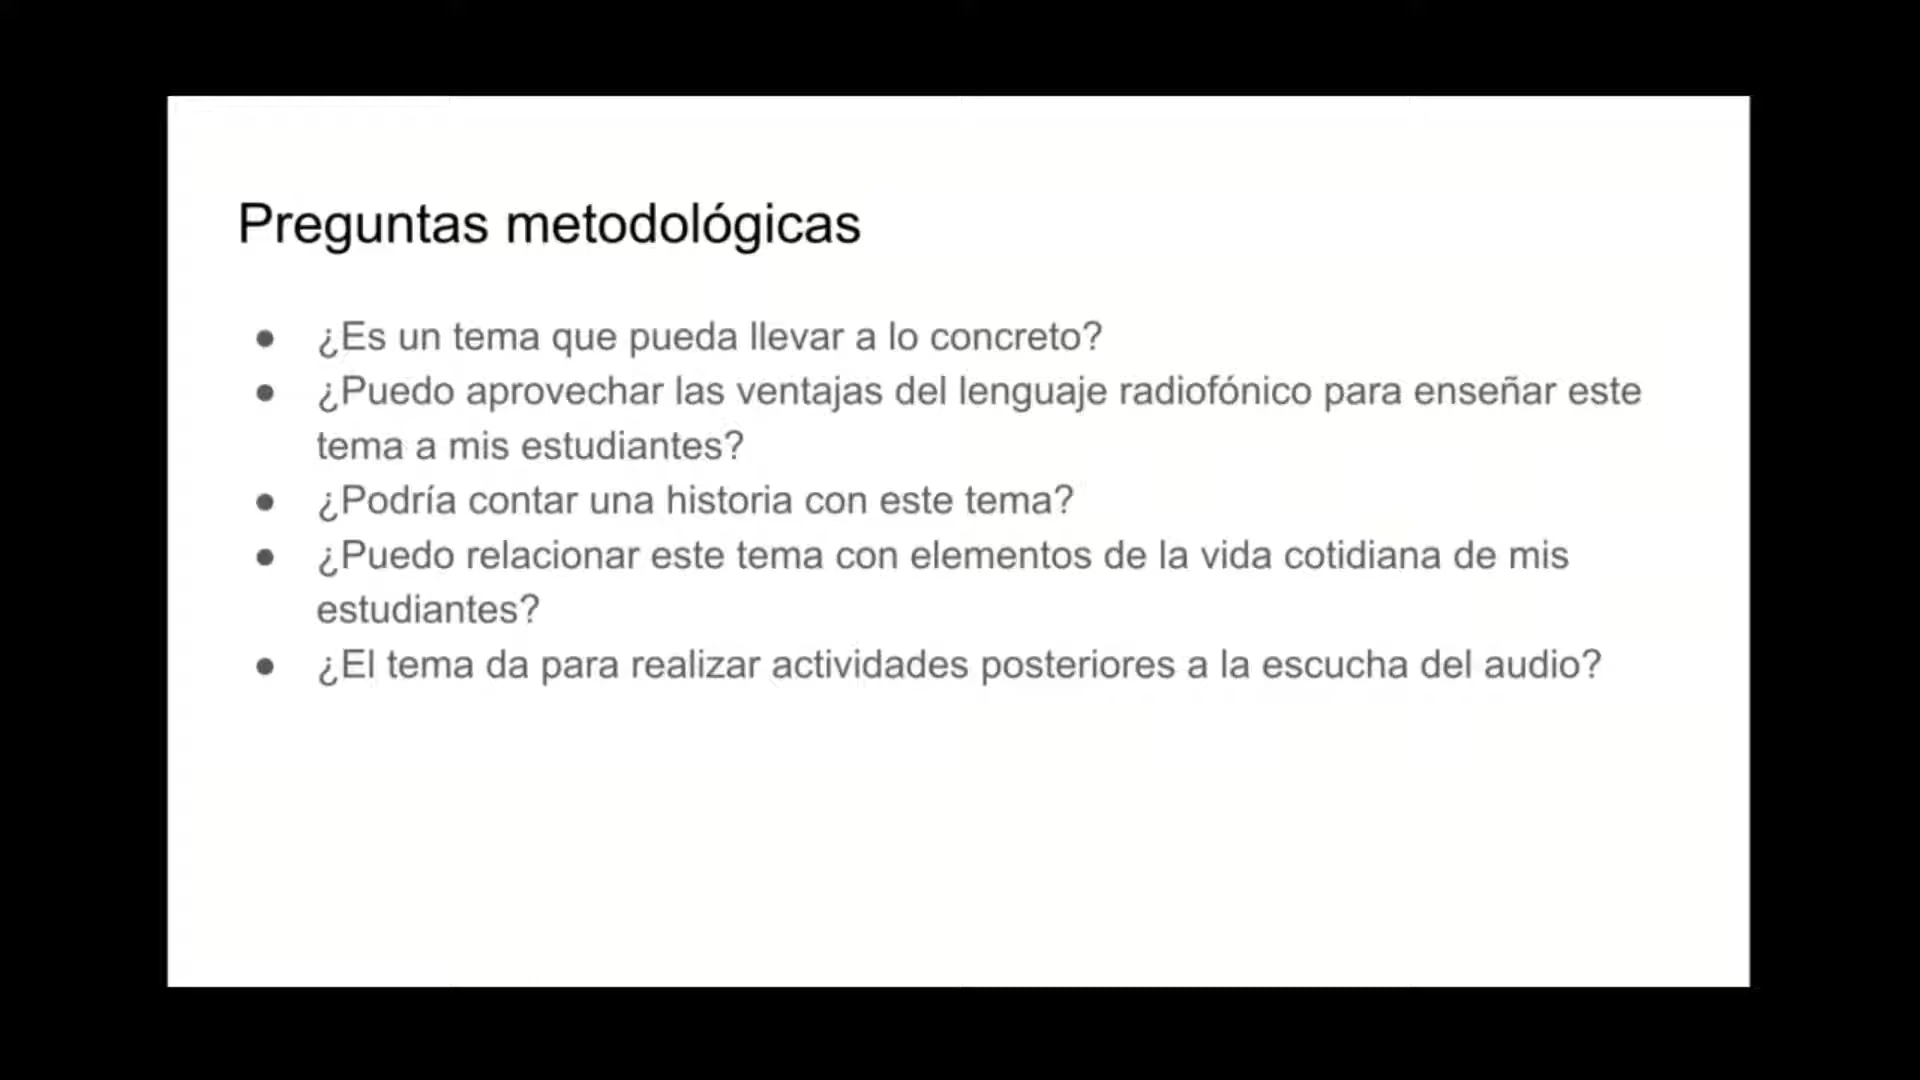 Preguntas metodológicas
● ¿Es un tema que pueda llevar a lo concreto?
● ¿Puedo aprovechar las ventajas del lenguaje radiofónico para enseñar este
tema a mis estudiantes?
● ¿Podría contar una historia con este tema?
● ¿Puedo relacionar este tema con elementos de la vida cotidiana de mis
estudiantes?
● ¿El tema da para realizar actividades posteriores a la escucha del audio?